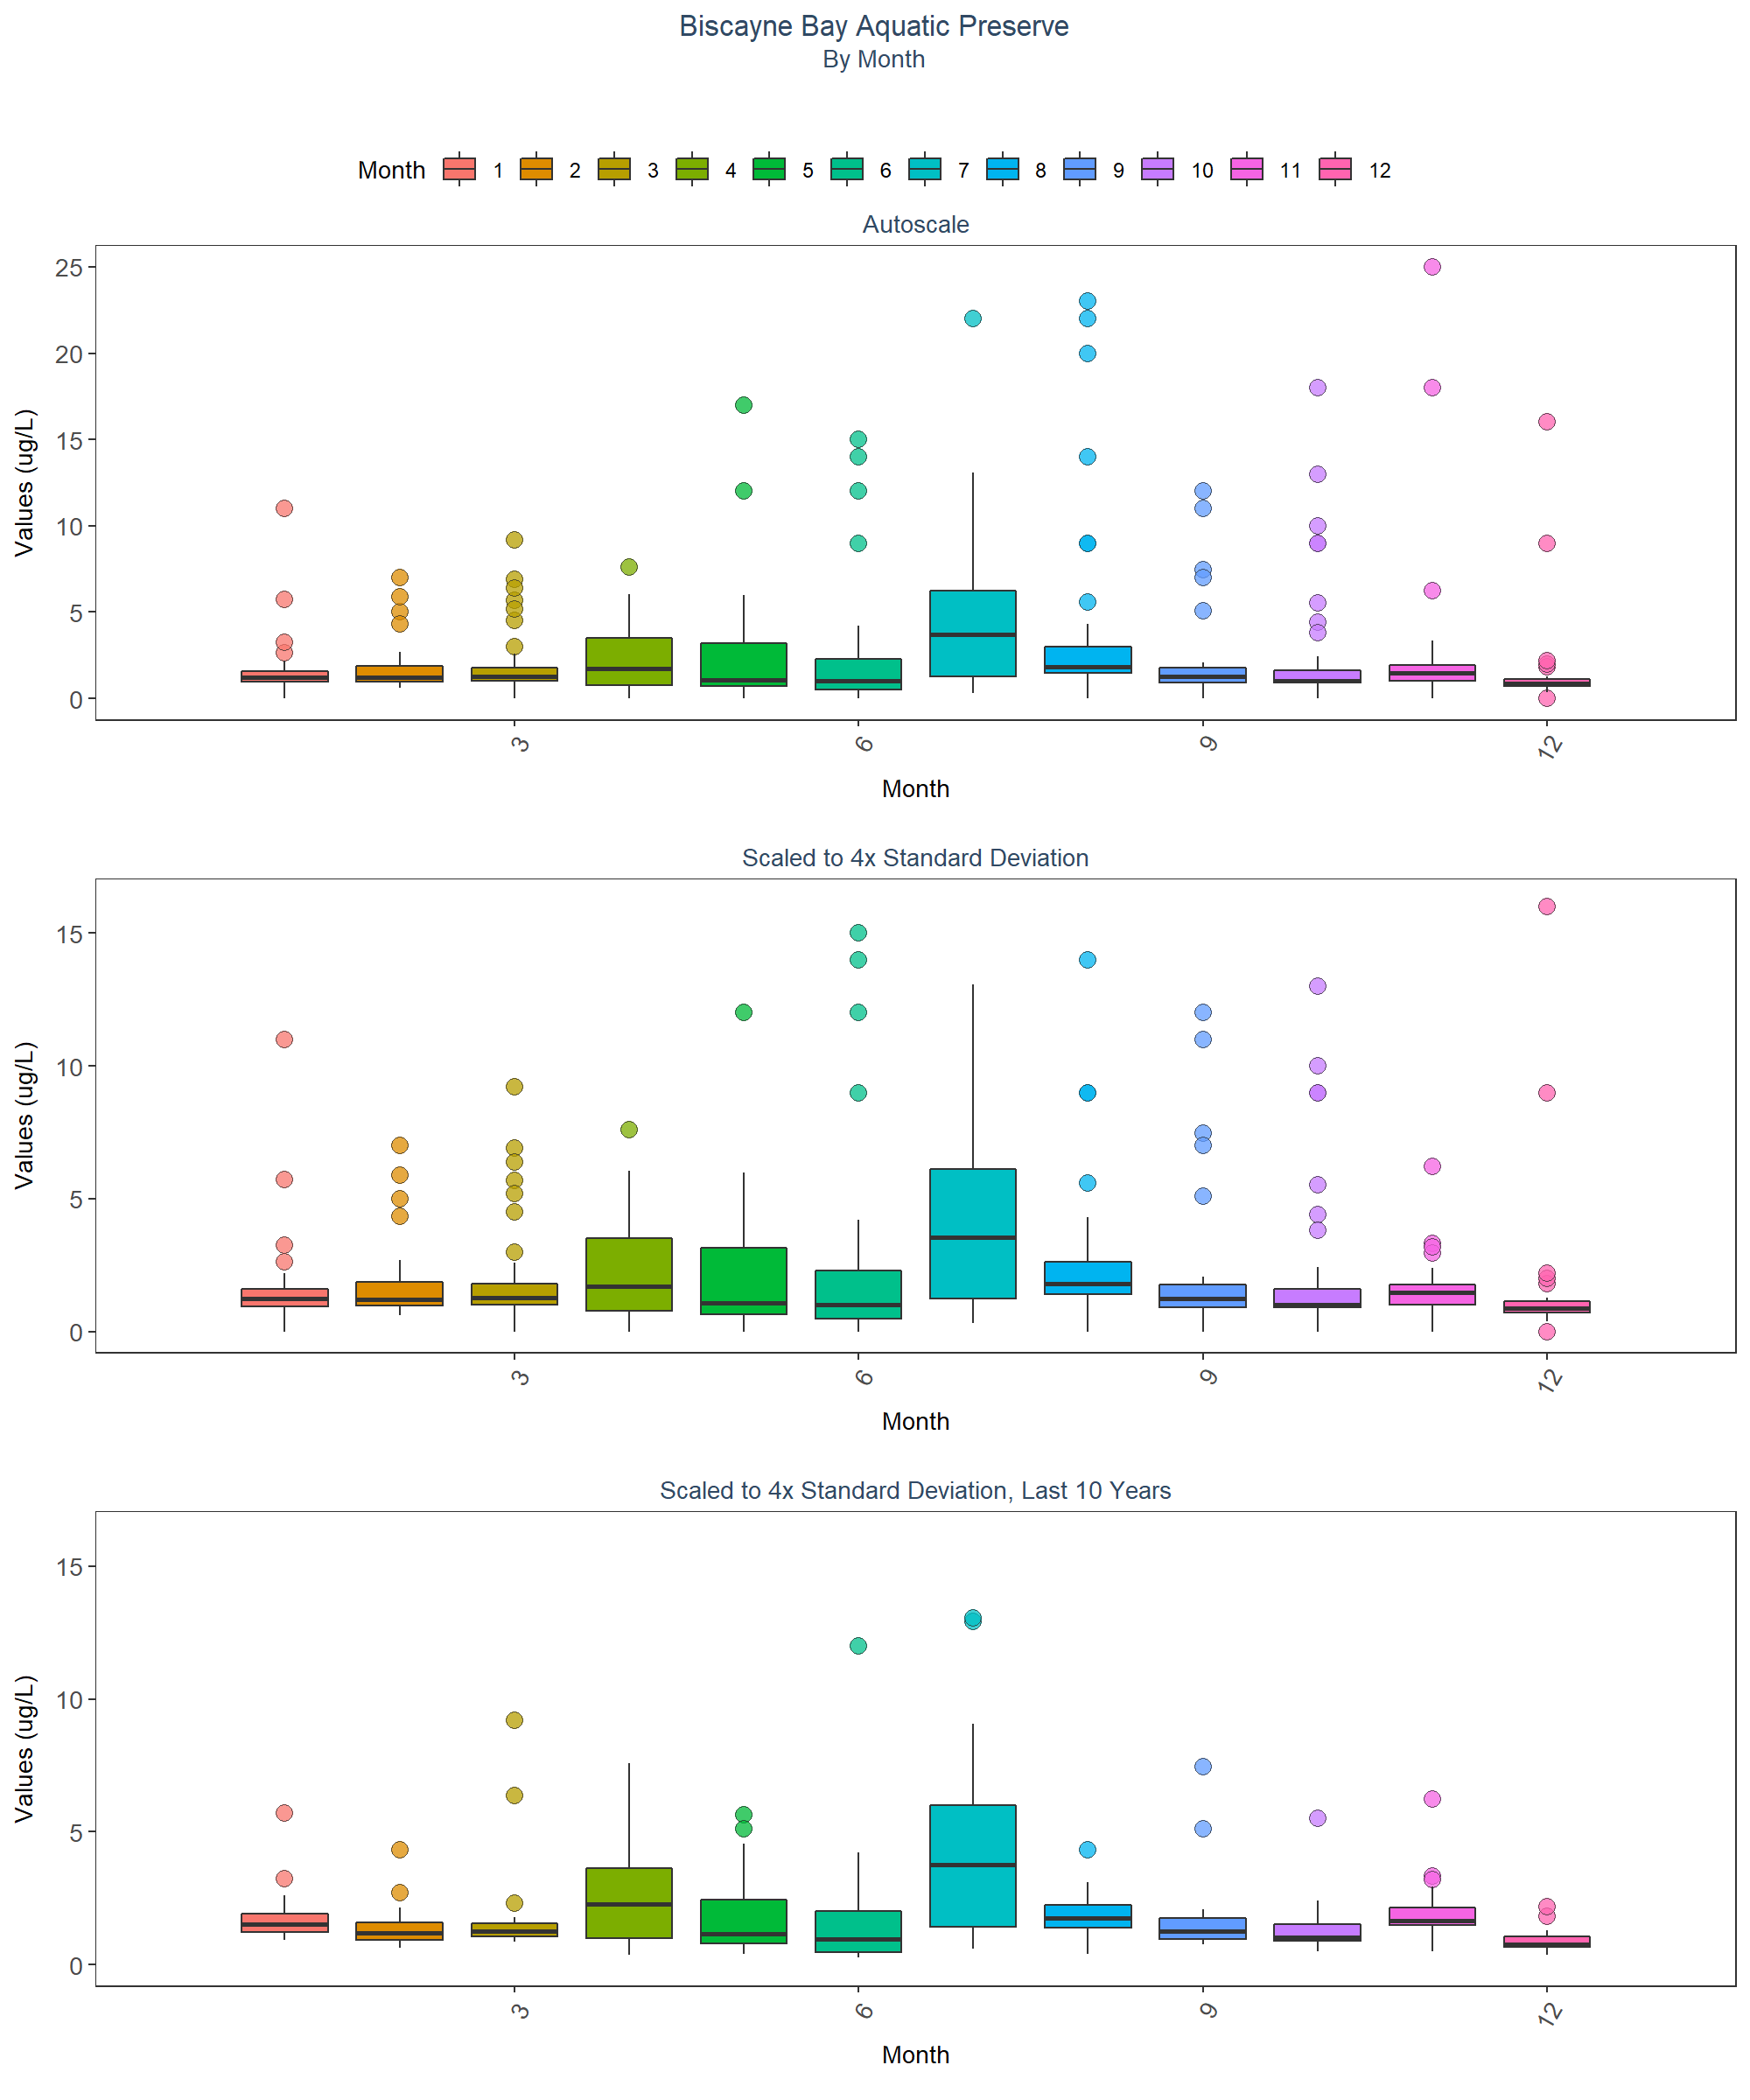 Biscayne Bay Aquatic Preserve
By Month
Month 1 2 3 4 5 6 7 8 9 10 11 12
Autoscale
Values (ug/L)
25
20
15
10
5
0
3 6 9 12
Month
Scaled to 4x Standard Deviation
Values (ug/L)
15
10
5
0
3 6 9 12
Month
Scaled to 4x Standard Deviation, Last 10 Years
Values (ug/L)
15
10
5
0
3 6 9 12
Month